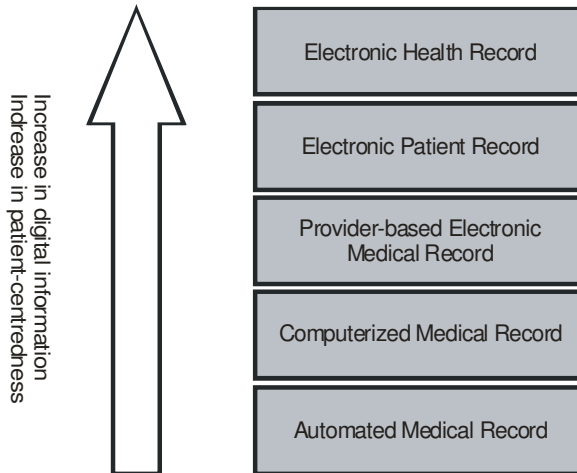 Increase in digital information
Indrease in patient-centredness
Electronic Health Record
Electronic Patient Record
Provider-based Electronic
Medical Record
Computerized Medical Record
Automated Medical Record